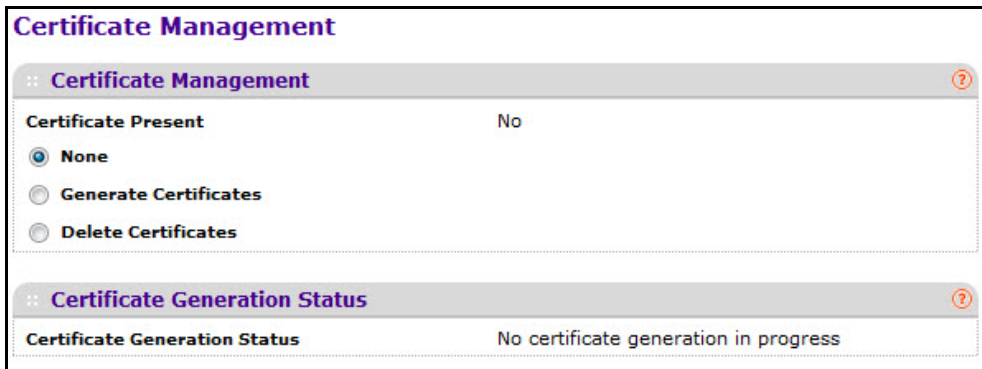 Certificate Management
Certificate Management ?
Certificate Present No
None
Generate Certificates
Delete Certificates
Certificate Generation Status ?
Certificate Generation Status No certificate generation in progress